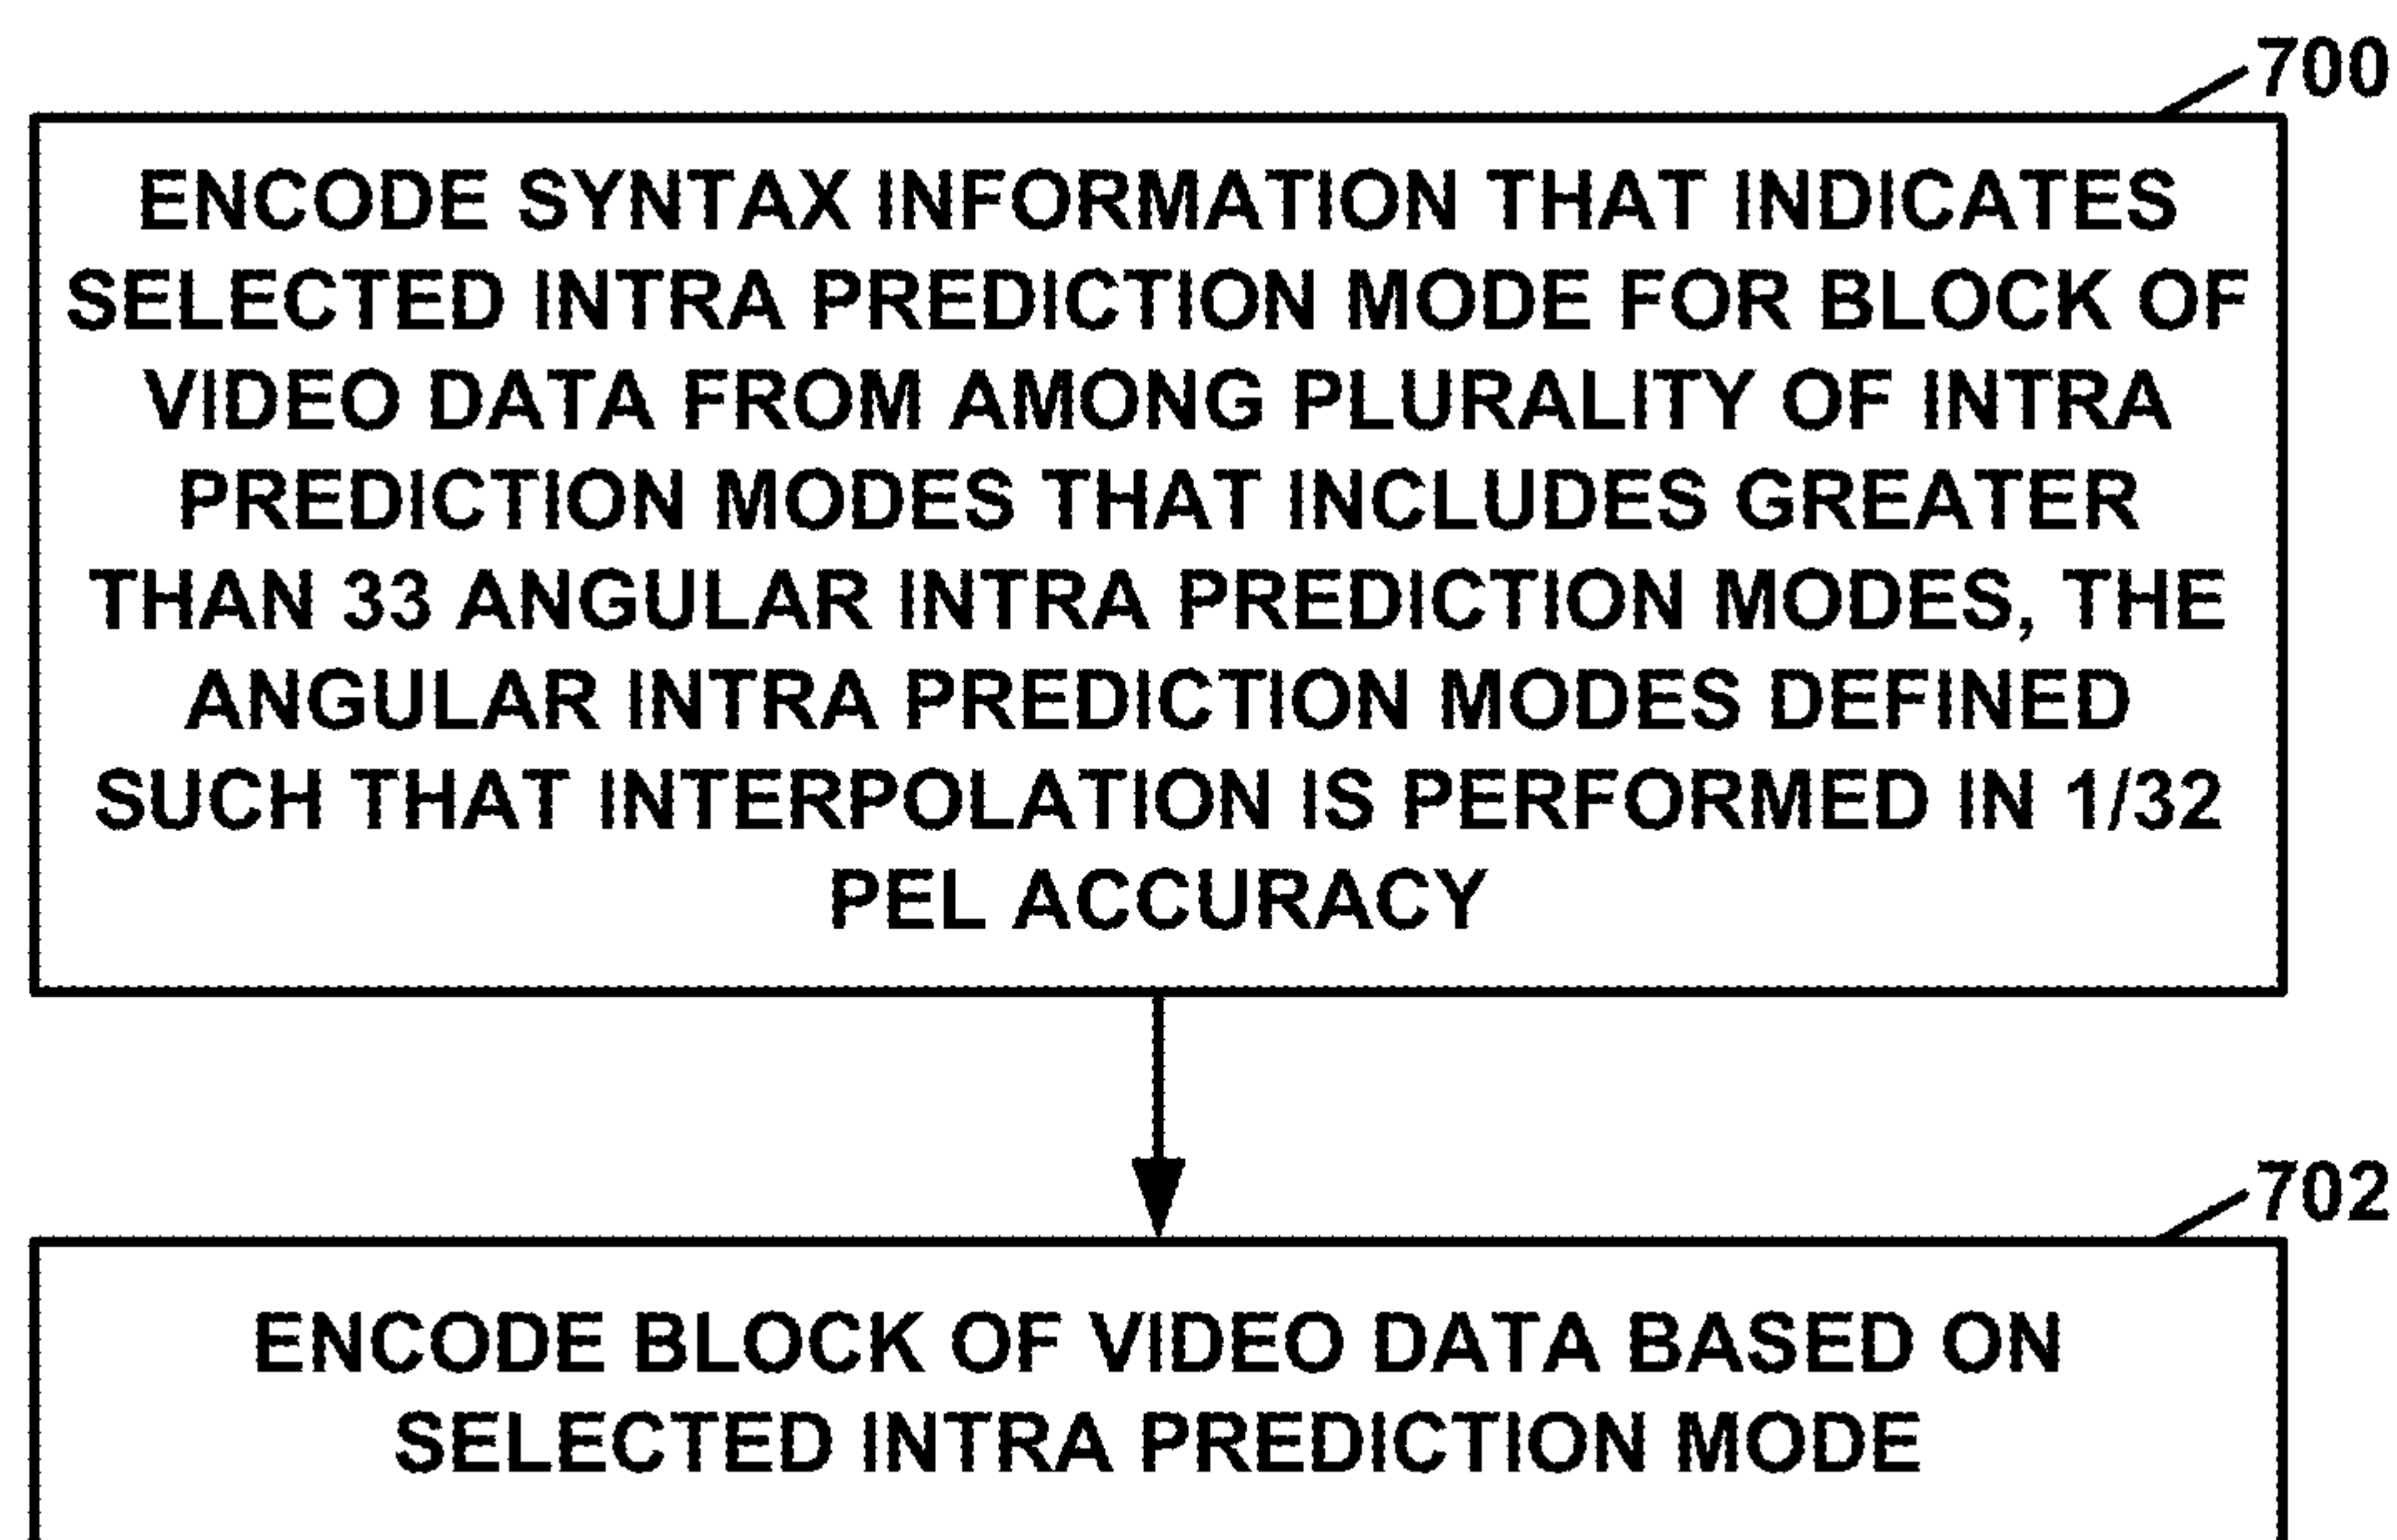 700
ENCODE SYNTAX INFORMATION THAT INDICATES
SELECTED INTRA PREDICTION MODE FOR BLOCK OF
VIDEO DATA FROM AMONG PLURALITY OF INTRA
PREDICTION MODES THAT INCLUDES GREATER
THAN 33 ANGULAR INTRA PREDICTION MODES, THE
ANGULAR INTRA PREDICTION MODES DEFINED
SUCH THAT INTERPOLATION IS PERFORMED IN 1/32
PEL ACCURACY
702
ENCODE BLOCK OF VIDEO DATA BASED ON
SELECTED INTRA PREDICTION MODE